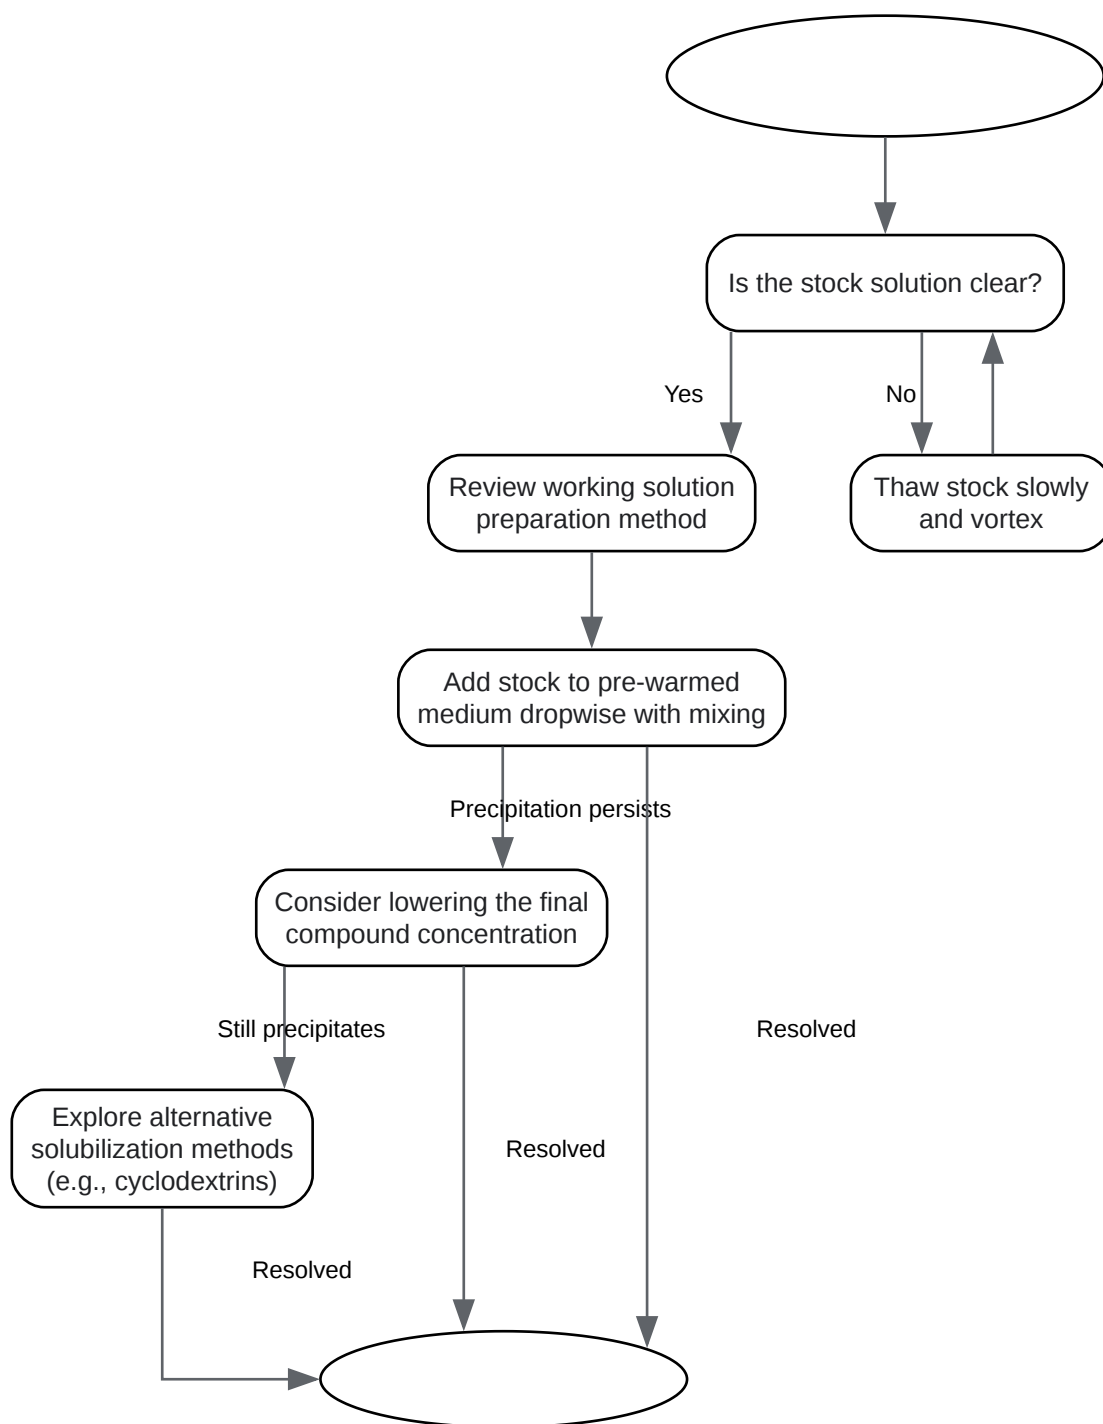 Is the stock solution clear?
Yes
No
Review working solution
preparation method
Thaw stock slowly
and vortex
Add stock to pre-warmed
medium dropwise with mixing
Precipitation persists
Consider lowering the final
compound concentration
Still precipitates
Resolved
Explore alternative
solubilization methods
(e.g., cyclodextrins)
Resolved
Resolved